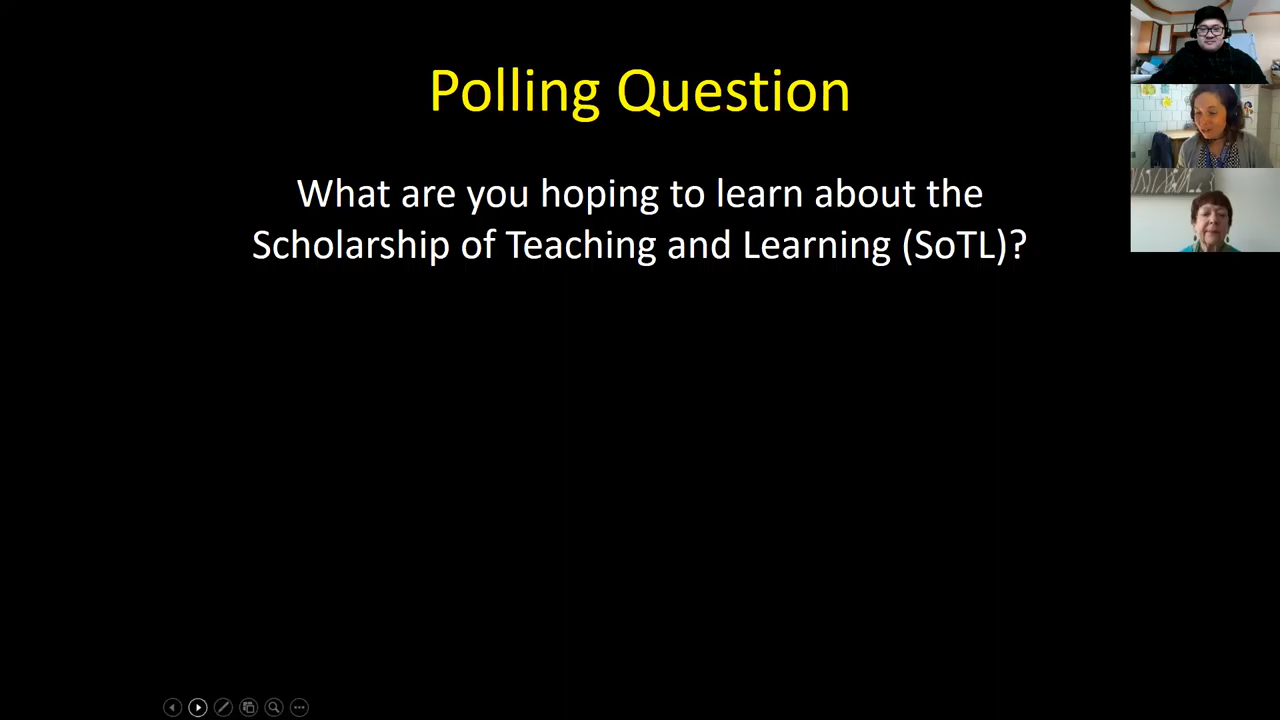 Polling Question
What are you hoping to learn about the
Scholarship of Teaching and Learning (SoTL)?